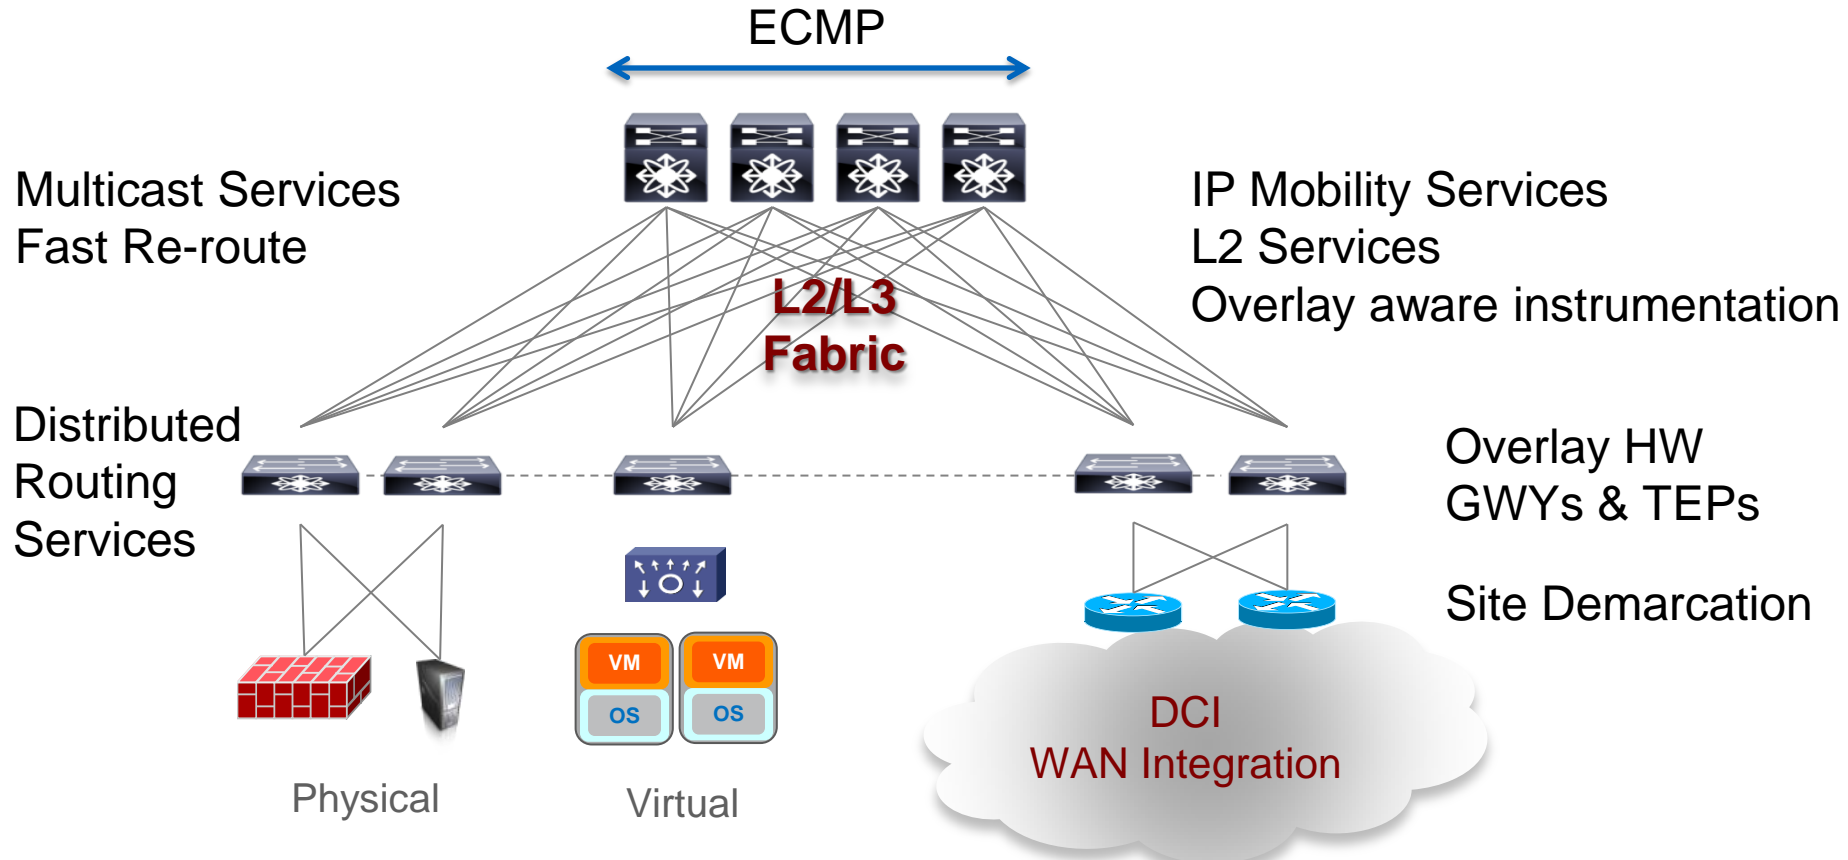 ECMP
Multicast Services
Fast Re-route
IP Mobility Services
L2 Services
Overlay aware instrumentation
L2/L3
Fabric
Distributed
Routing
Services
Overlay HW
GWYs & TEPs
Site Demarcation
VM
VM
OS
OS
DCI
WAN Integration
Physical
Virtual